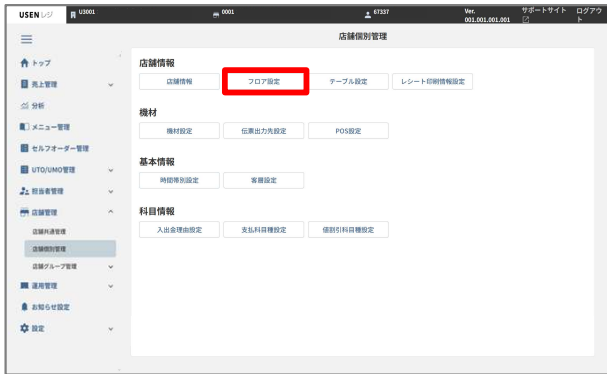 USEN レジ U3001 0001 67337 Ver. サポートサイト ログアウ
001.001.001.001 ト
店舗個別管理
トップ
売上管理
分析
メニュー管理
セルフオーダー管理
UTO/UMO管理
担当者管理
店舗管理
店舗共通管理
店舗個別管理
店舗グループ管理
運用管理
お知らせ設定
設定
店舗情報
店舗情報 フロア設定 テーブル設定 レシート印刷情報設定
機材
機材設定 伝票出力先設定 POS設定
基本情報
時間帯別設定 客層設定
科目情報
入出金理由設定 支払科目種設定 値割引科目種設定